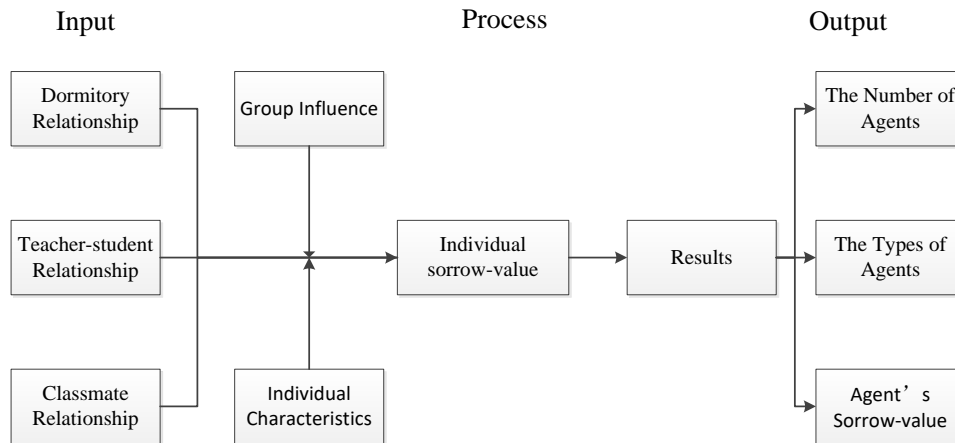 Input
Process
Output
Dormitory
Relationship
Group Influence
The Number of
Agents
Teacher-student
Relationship
Individual
sorrow-value
Results
The Types of
Agents
Classmate
Relationship
Individual
Characteristics
Agent’s
Sorrow-value